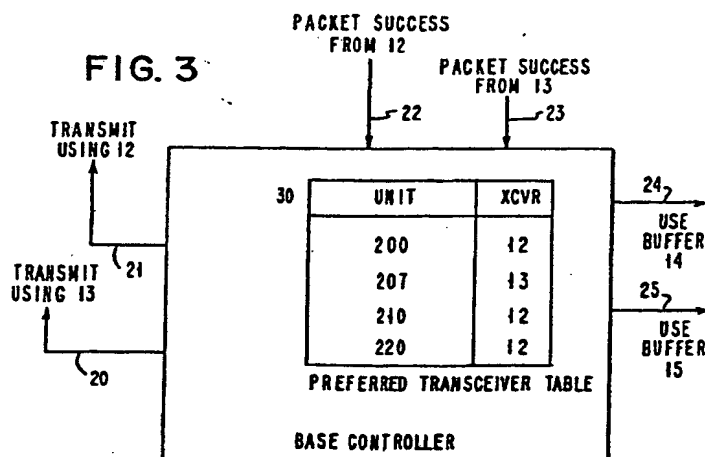 FIG. 3
PACKET SUCCESS
FROM 12
PACKET SUCCESS
FROM 13
22
23
TRANSMIT
USING 12
21
TRANSMIT
USING 13
20
30
UNIT XCVR
200 12
207 13
210 12
220 12
PREFERRED TRANSCEIVER TABLE
BASE CONTROLLER
24
USE
BUFFER
14
25
USE
BUFFER
15